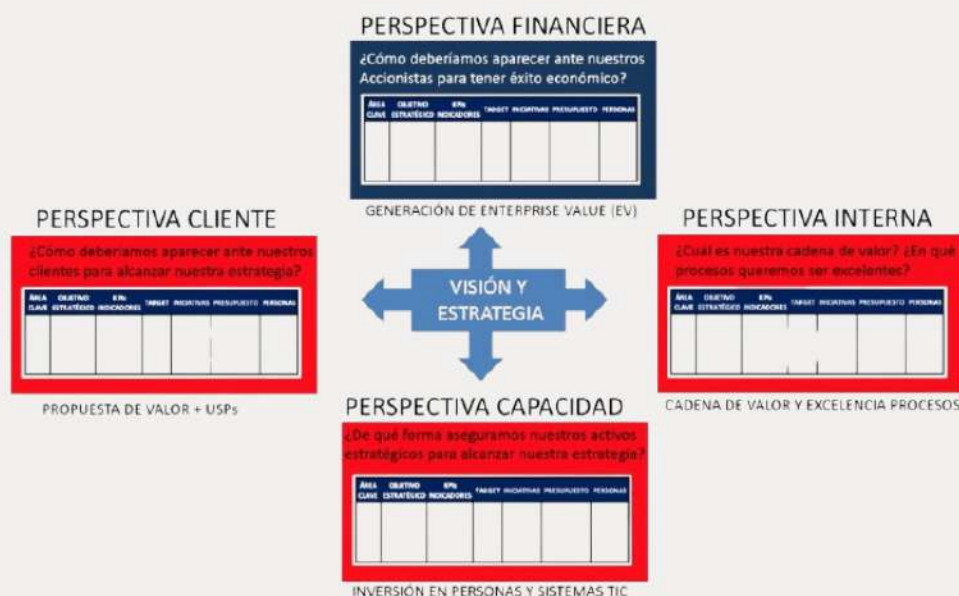 PERSPECTIVA FINANCIERA
¿Cómo deberíamos aparecer ante nuestros
Accionistas para tener éxito económico?
ÁREA CLAVE OBJETIVO ESTRATÉGICO KPIs INDICADORES TARGET INICIATIVAS PRESUPUESTO PERSONAS
GENERACIÓN DE ENTERPRISE VALUE (EV)
PERSPECTIVA CLIENTE
¿Cómo deberíamos aparecer ante nuestros
clientes para alcanzar nuestra estrategia?
ÁREA CLAVE OBJETIVO ESTRATÉGICO KPIs INDICADORES TARGET INICIATIVAS PRESUPUESTO PERSONAS
PROPUESTA DE VALOR + USPs
VISIÓN Y
ESTRATEGIA
PERSPECTIVA INTERNA
¿Cuál es nuestra cadena de valor? ¿En qué
procesos queremos ser excelentes?
ÁREA CLAVE OBJETIVO ESTRATÉGICO KPIs INDICADORES TARGET INICIATIVAS PRESUPUESTO PERSONAS
CADENA DE VALOR Y EXCELENCIA PROCESOS
PERSPECTIVA CAPACIDAD
¿De qué forma aseguramos nuestros activos
estratégicos para alcanzar nuestra estrategia?
ÁREA CLAVE OBJETIVO ESTRATÉGICO KPIs INDICADORES TARGET INICIATIVAS PRESUPUESTO PERSONAS
INVERSIÓN EN PERSONAS Y SISTEMAS TIC